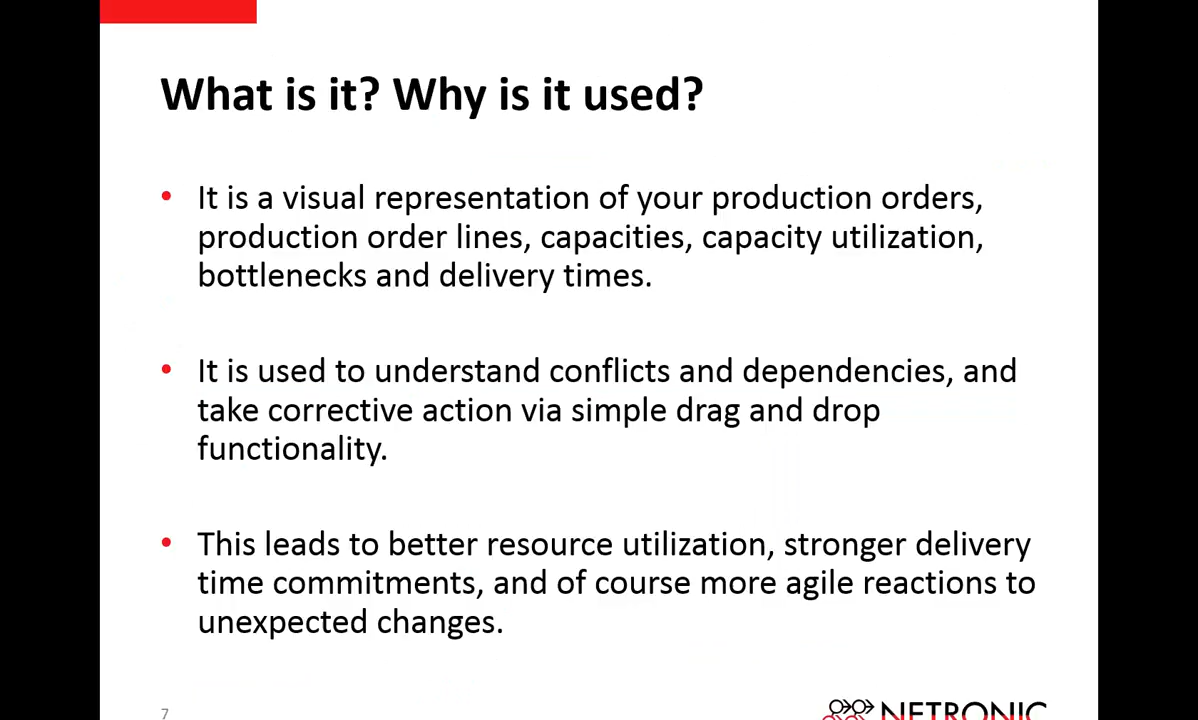 What is it? Why is it used?
• It is a visual representation of your production orders,
production order lines, capacities, capacity utilization,
bottlenecks and delivery times.
• It is used to understand conflicts and dependencies, and
take corrective action via simple drag and drop
functionality.
• This leads to better resource utilization, stronger delivery
time commitments, and of course more agile reactions to
unexpected changes.
7
NETRONIC